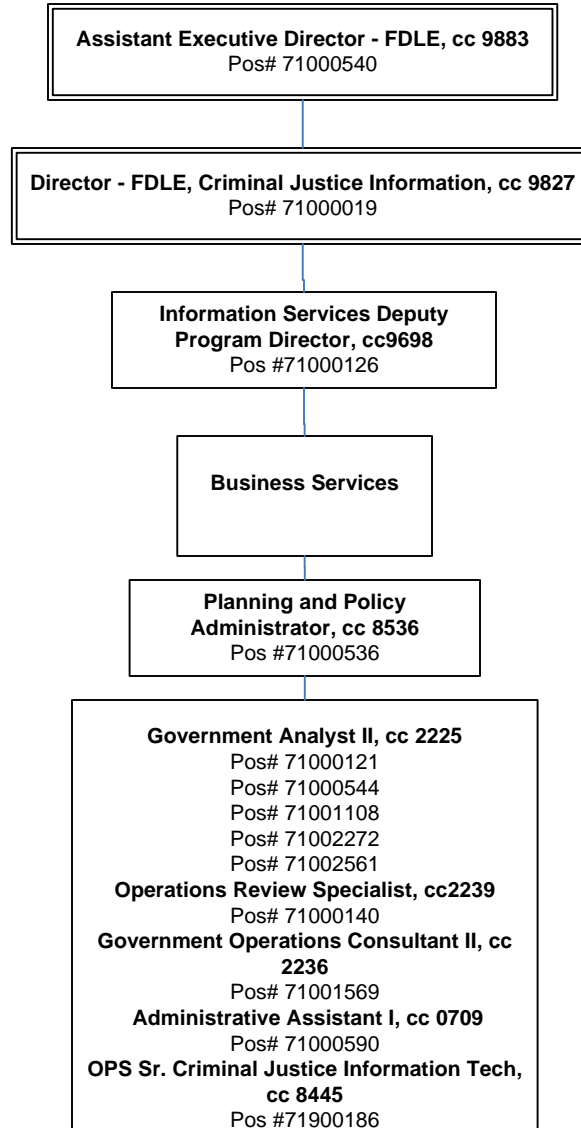 Assistant Executive Director - FDLE, cc 9883
Pos# 71000540
Director - FDLE, Criminal Justice Information, cc 9827
Pos# 71000019
Information Services Deputy
Program Director, cc9698
Pos #71000126
Business Services
Planning and Policy
Administrator, cc 8536
Pos #71000536
Government Analyst II, cc 2225
Pos# 71000121
Pos# 71000544
Pos# 71001108
Pos# 71002272
Pos# 71002561
Operations Review Specialist, cc2239
Pos# 71000140
Government Operations Consultant II, cc
2236
Pos# 71001569
Administrative Assistant I, cc 0709
Pos# 71000590
OPS Sr. Criminal Justice Information Tech,
cc 8445
Pos #71900186